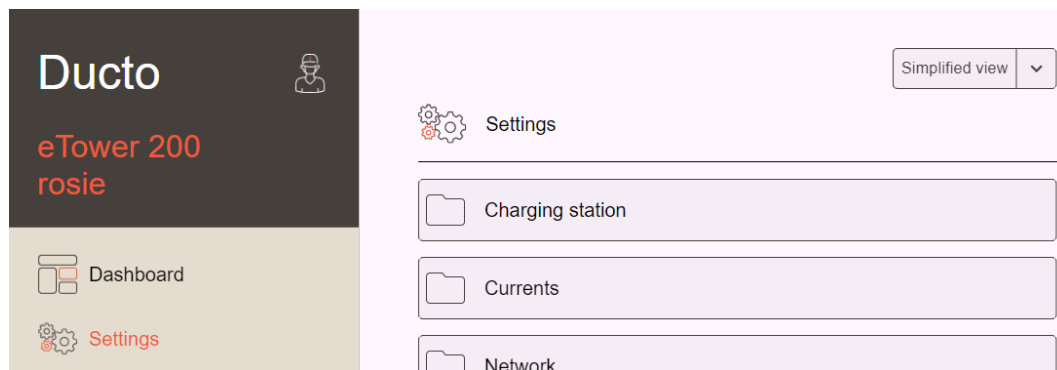 Ducto
eTower 200
rosie
Dashboard
Settings
Simplified view
Settings
Charging station
Currents
Network